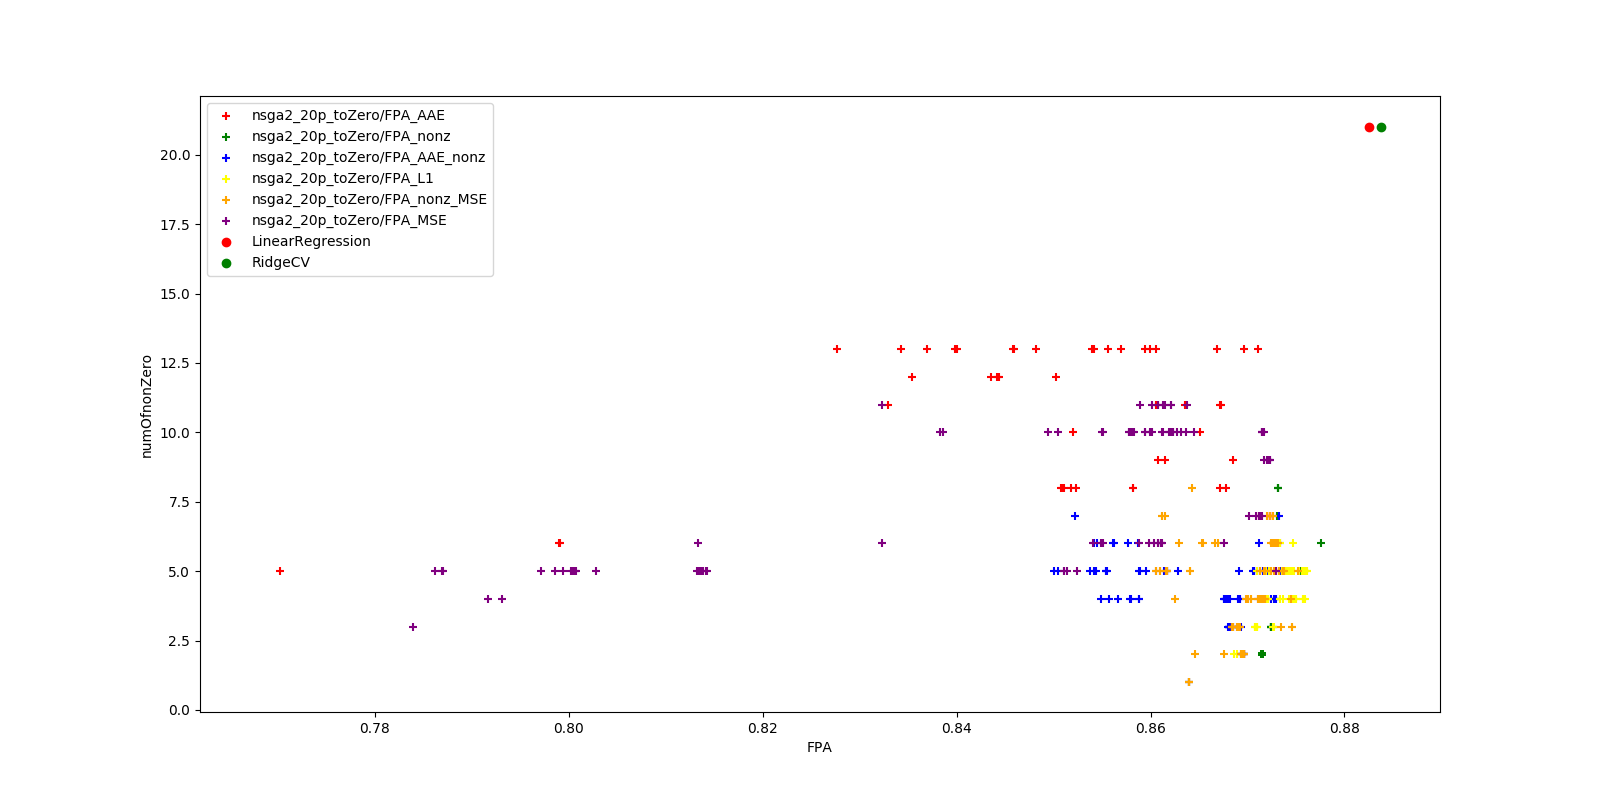 nsga2_20p_toZero/FPA_AAE
nsga2_20p_toZero/FPA_nonz
nsga2_20p_toZero/FPA_AAE_nonz
nsga2_20p_toZero/FPA_L1
nsga2_20p_toZero/FPA_nonz_MSE
nsga2_20p_toZero/FPA_MSE
LinearRegression
RidgeCV
20.0
17.5
15.0
12.5
10.0
7.5
5.0
2.5
0.0
numOfnonZero
0.78
0.80
0.82
0.84
0.86
0.88
FPA